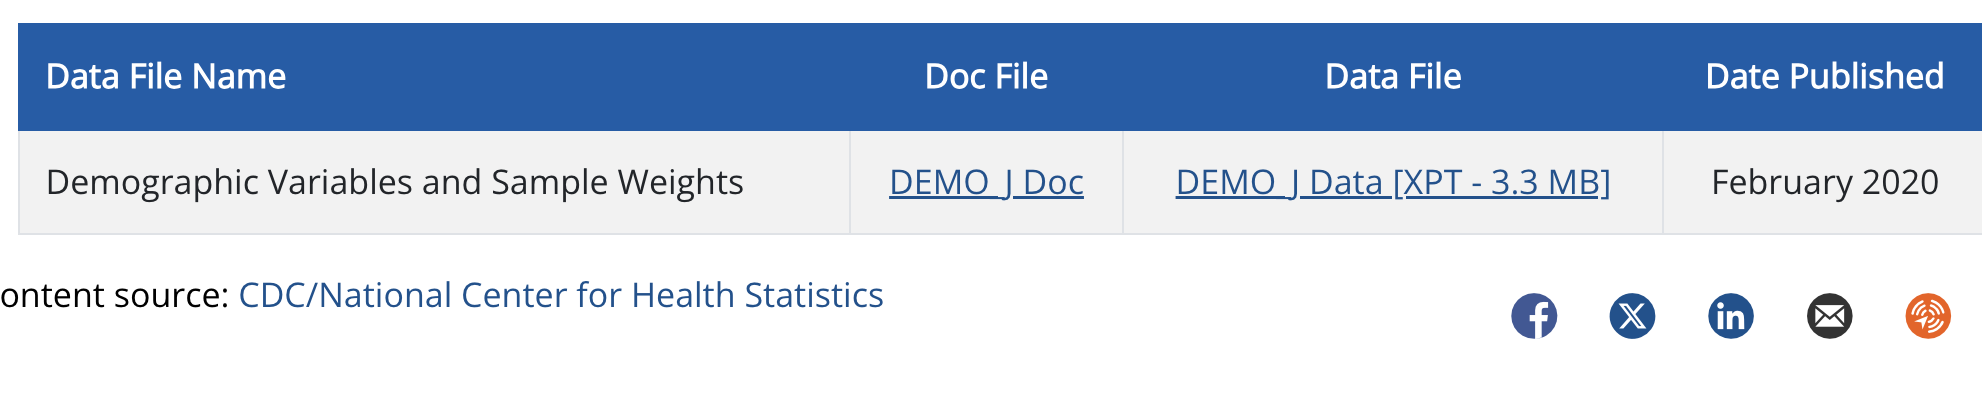 Data File Name Doc File Data File Date Published
Demographic Variables and Sample Weights DEMO_J Doc DEMO_J Data [XPT - 3.3 MB] February 2020
ontent source: CDC/National Center for Health Statistics